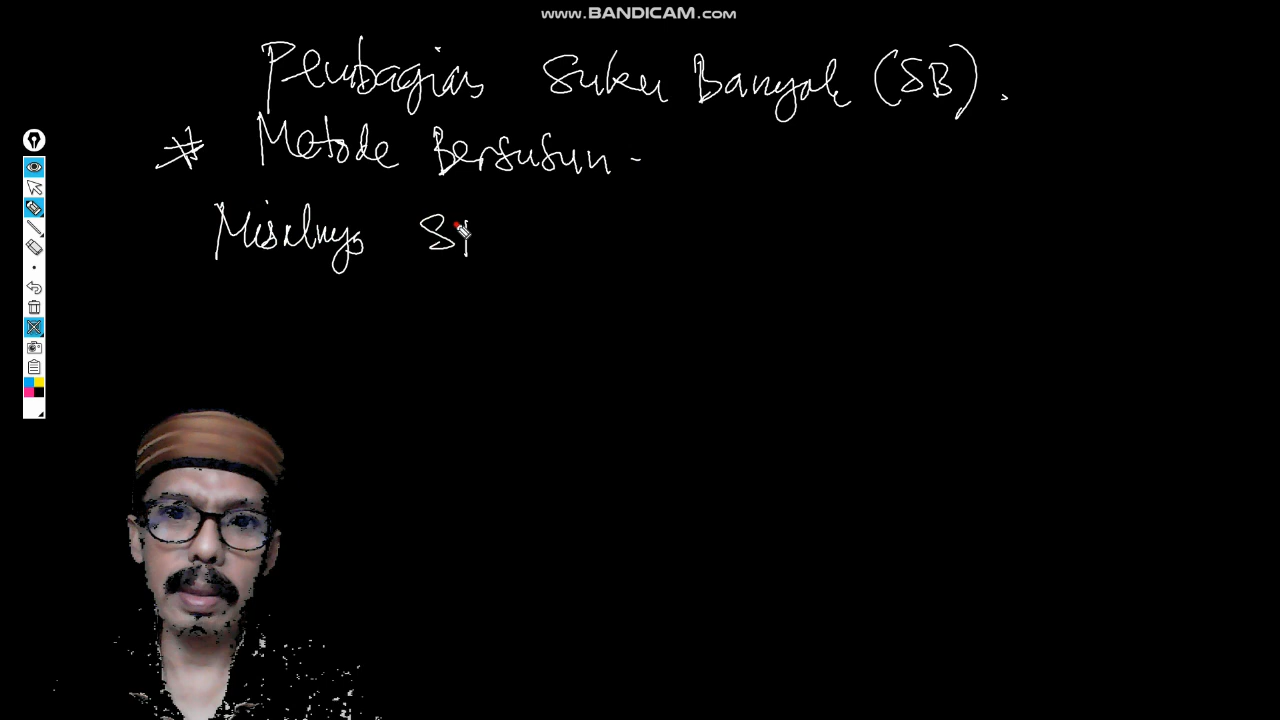 WWW.BANDICAM.COM
Pembagian Suku Banyak (SB).
* Metode Bersusun -
Misalnya